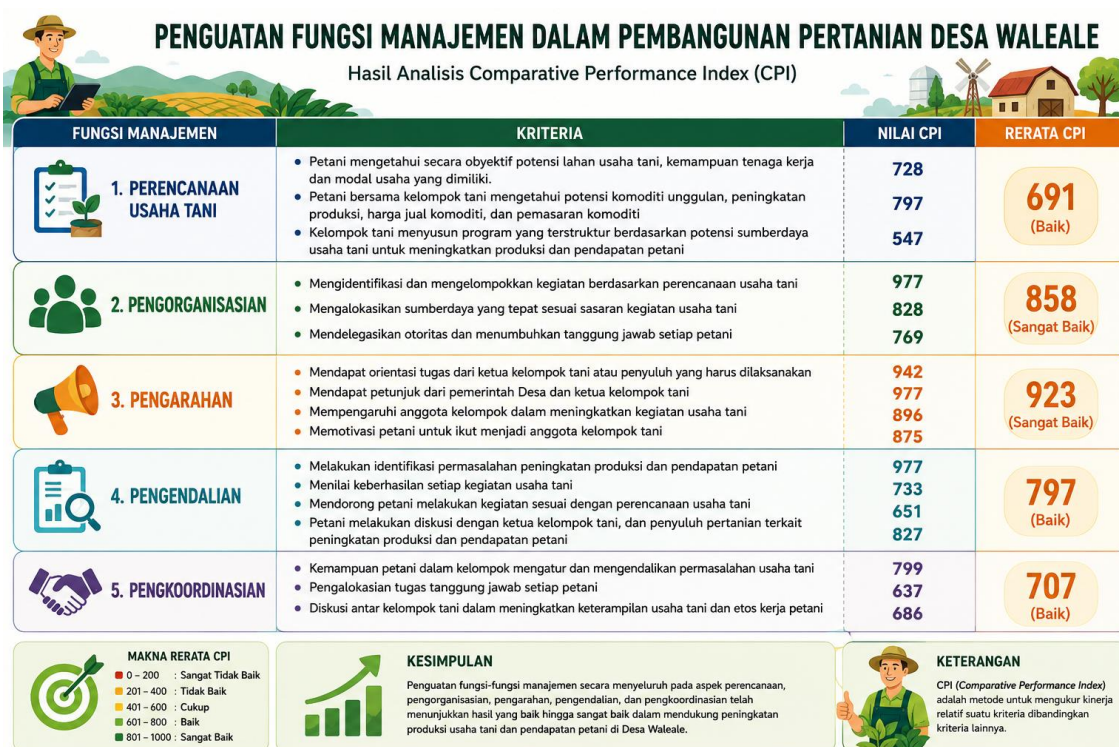 PENGUATAN FUNGSI MANAJEMEN DALAM PEMBANGUNAN PERTANIAN DESA WALEALE
Hasil Analisis Comparative Performance Index (CPI)
FUNGSI MANAJEMEN
KRITERIA
NILAI CPI
RERATA CPI
1. PERENCANAAN
USAHA TANI
• Petani mengetahui secara obyektif potensi lahan usaha tani, kemampuan tenaga kerja
dan modal usaha yang dimiliki.
728
• Petani bersama kelompok tani mengetahui potensi komoditi unggulan, peningkatan
produksi, harga jual komoditi, dan pemasaran komoditi
797
• Kelompok tani menyusun program yang terstruktur berdasarkan potensi sumberdaya
usaha tani untuk meningkatkan produksi dan pendapatan petani
547
691
(Baik)
2. PENGORGANISASIAN
• Mengidentifikasi dan mengelompokkan kegiatan berdasarkan perencanaan usaha tani
977
• Mengalokasikan sumberdaya yang tepat sesuai sasaran kegiatan usaha tani
828
• Mendelegasikan otoritas dan menumbuhkan tanggung jawab setiap petani
769
858
(Sangat Baik)
3. PENGARAHAN
• Mendapat orientasi tugas dari ketua kelompok tani atau penyuluh yang harus dilaksanakan
942
• Mendapat petunjuk dari pemerintah Desa dan ketua kelompok tani
977
• Mempengaruhi anggota kelompok dalam meningkatkan kegiatan usaha tani
896
• Memotivasi petani untuk ikut menjadi anggota kelompok tani
875
923
(Sangat Baik)
4. PENGENDALIAN
• Melakukan identifikasi permasalahan peningkatan produksi dan pendapatan petani
977
• Menilai keberhasilan setiap kegiatan usaha tani
733
• Mendorong petani melakukan kegiatan sesuai dengan perencanaan usaha tani
651
• Petani melakukan diskusi dengan ketua kelompok tani, dan penyuluh pertanian terkait
peningkatan produksi dan pendapatan petani
827
797
(Baik)
5. PENGKOORDINASIAN
• Kemampuan petani dalam kelompok mengatur dan mengendalikan permasalahan usaha tani
799
• Pengalokasian tugas tanggung jawab setiap petani
637
• Diskusi antar kelompok tani dalam meningkatkan keterampilan usaha tani dan etos kerja petani
686
707
(Baik)
MAKNA RERATA CPI
0 – 200 : Sangat Tidak Baik
201 – 400 : Tidak Baik
401 – 600 : Cukup
601 – 800 : Baik
801 – 1000 : Sangat Baik
KESIMPULAN
Penguatan fungsi-fungsi manajemen secara menyeluruh pada aspek perencanaan,
pengorganisasian, pengarahan, pengendalian, dan pengkoordinasian telah
menunjukkan hasil yang baik hingga sangat baik dalam mendukung peningkatan
produksi usaha tani dan pendapatan petani di Desa Waleale.
KETERANGAN
CPI (Comparative Performance Index)
adalah metode untuk mengukur kinerja
relatif suatu kriteria dibandingkan
kriteria lainnya.